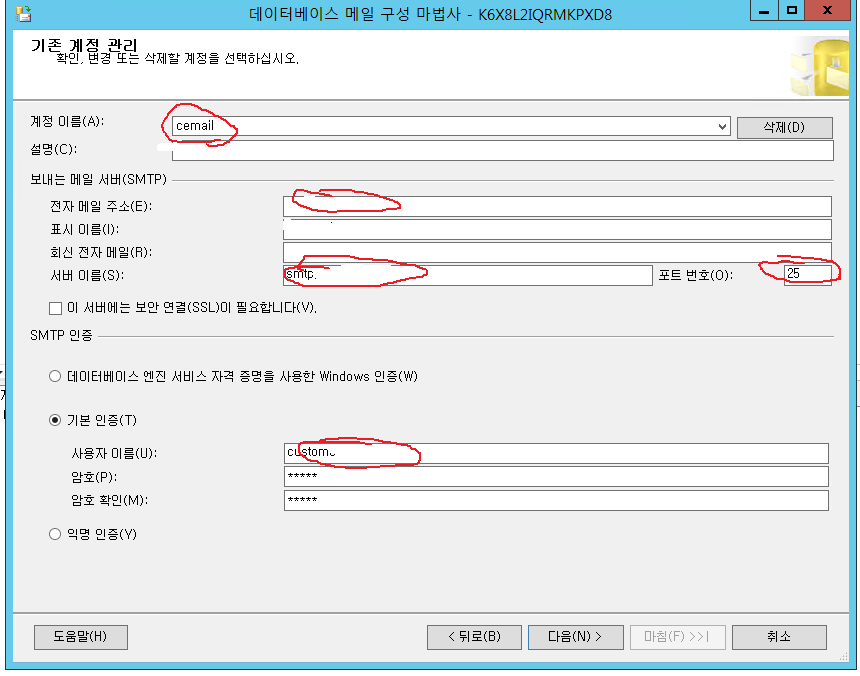 데이터베이스 메일 구성 마법사 - K6X8L2IQRMKPXD8
기존 계정 관리
확인, 변경 또는 삭제할 계정을 선택하십시오.
계정 이름(A): cemail 삭제(D)
설명(C):
보내는 메일 서버(SMTP)
전자 메일 주소(E):
표시 이름(I):
회신 전자 메일(R):
서버 이름(S): smtp. 포트 번호(O): 25
이 서버에는 보안 연결(SSL)이 필요합니다(V).
SMTP 인증
데이터베이스 엔진 서비스 자격 증명을 사용한 Windows 인증(W)
기본 인증(T)
사용자 이름(U):
암호(P): *****
암호 확인(M): *****
익명 인증(Y)
도움말(H) < 뒤로(B) 다음(N) > 마침(F) >>| 취소